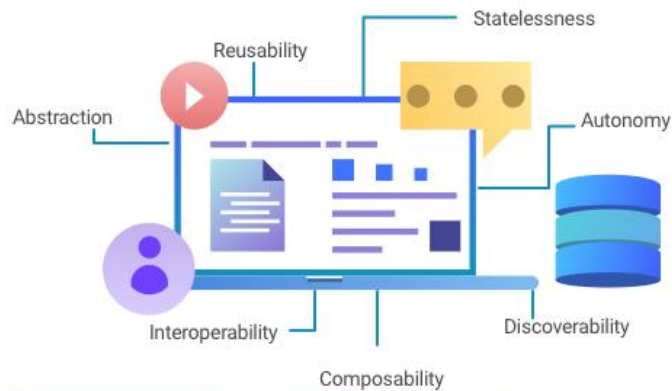 Statelessness
Reusability
Abstraction
Autonomy
Interoperability
Discoverability
Composability